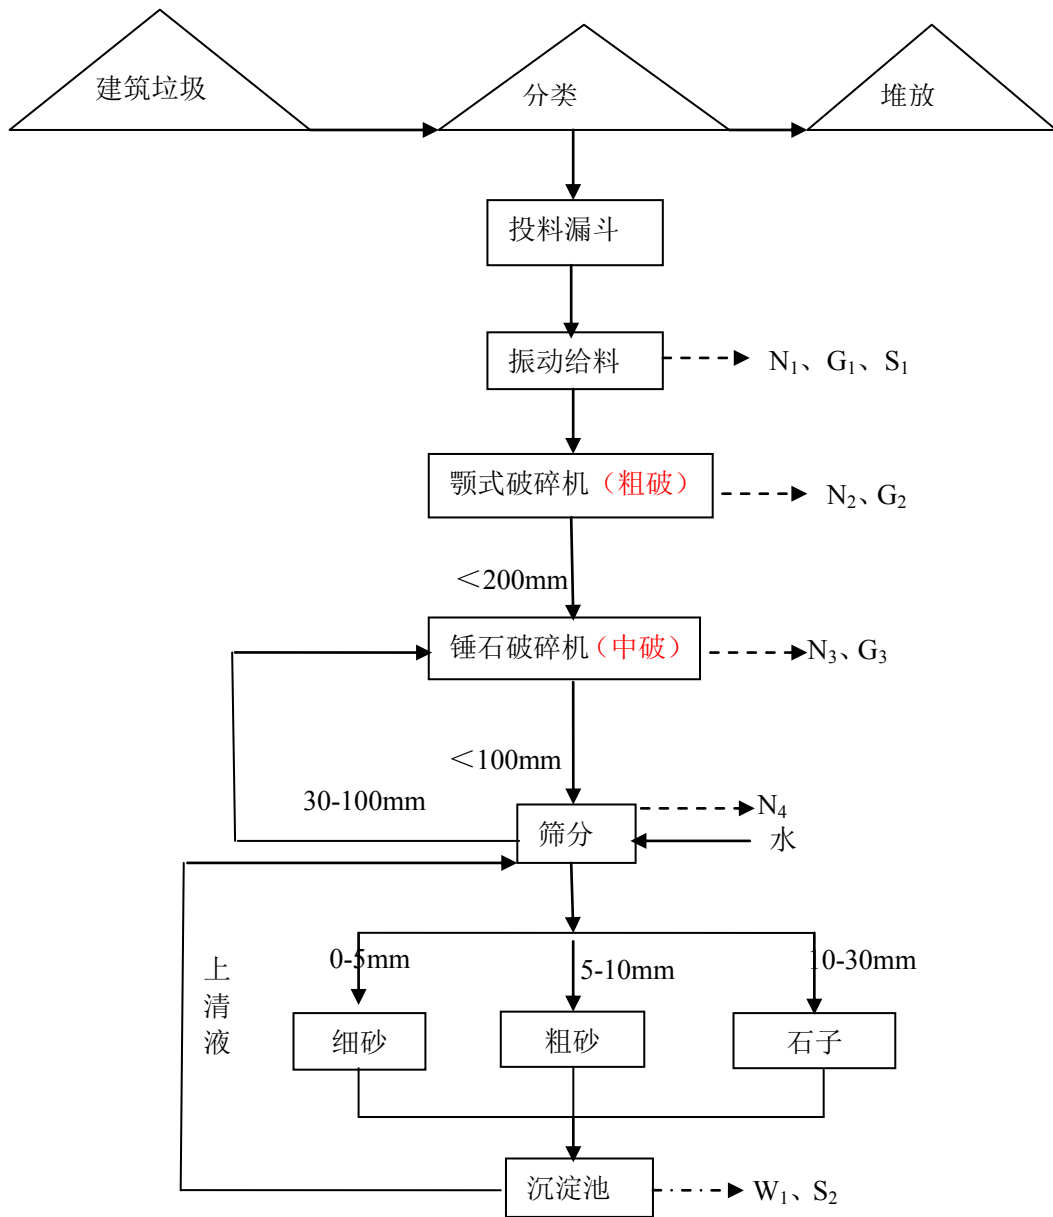 建筑垃圾
分类
堆放
投料漏斗
振动给料
N₁、G₁、S₁
颚式破碎机（粗破）
N₂、G₂
＜200mm
锤石破碎机（中破）
N₃、G₃
＜100mm
30-100mm
N₄
筛分
水
上清液
0-5mm
5-10mm
10-30mm
细砂
粗砂
石子
沉淀池
W₁、S₂